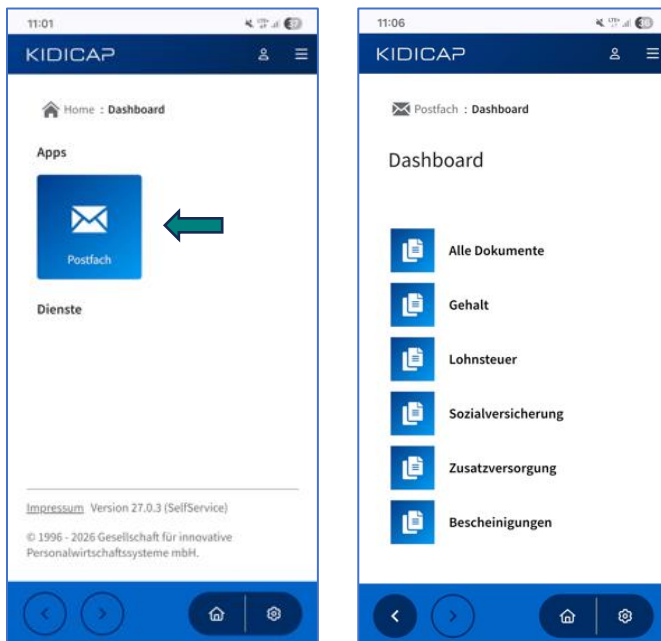 11:01
KIDICAP
Home : Dashboard
Apps
Postfach
Dienste
Impressum Version 27.0.3 (SelfService)
© 1996 - 2026 Gesellschaft für innovative
Personalwirtschaftssysteme mbH.
11:06
KIDICAP
Postfach : Dashboard
Dashboard
Alle Dokumente
Gehalt
Lohnsteuer
Sozialversicherung
Zusatzversorgung
Bescheinigungen